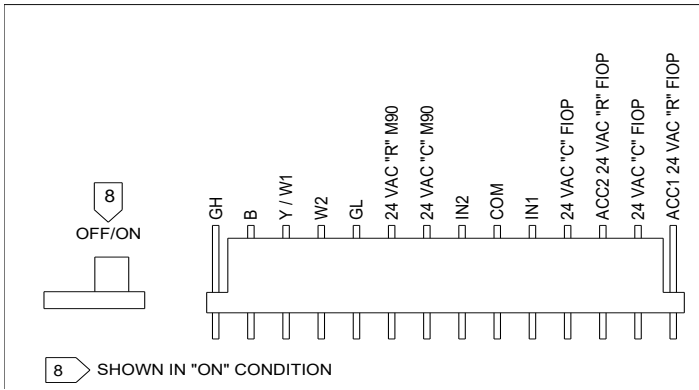 8
OFF/ON
GH
B
Y / W1
W2
GL
24 VAC "R" M90
24 VAC "C" M90
IN2
COM
IN1
24 VAC "C" FIOP
ACC2 24 VAC "R" FIOP
24 VAC "C" FIOP
ACC1 24 VAC "R" FIOP
8 SHOWN IN "ON" CONDITION